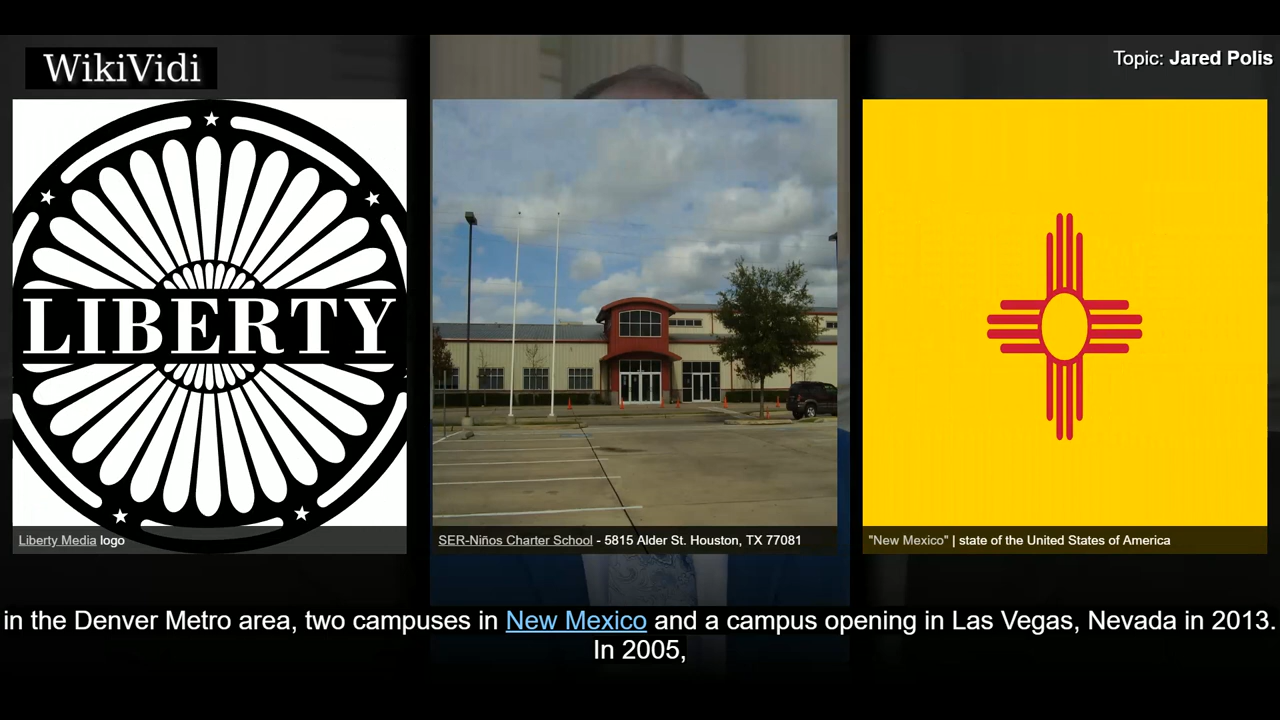 WikiVidi
Topic: Jared Polis
LIBERTY
Liberty Media logo
SER-Niños Charter School - 5815 Alder St. Houston, TX 77081
"New Mexico" | state of the United States of America
in the Denver Metro area, two campuses in New Mexico and a campus opening in Las Vegas, Nevada in 2013.
In 2005,